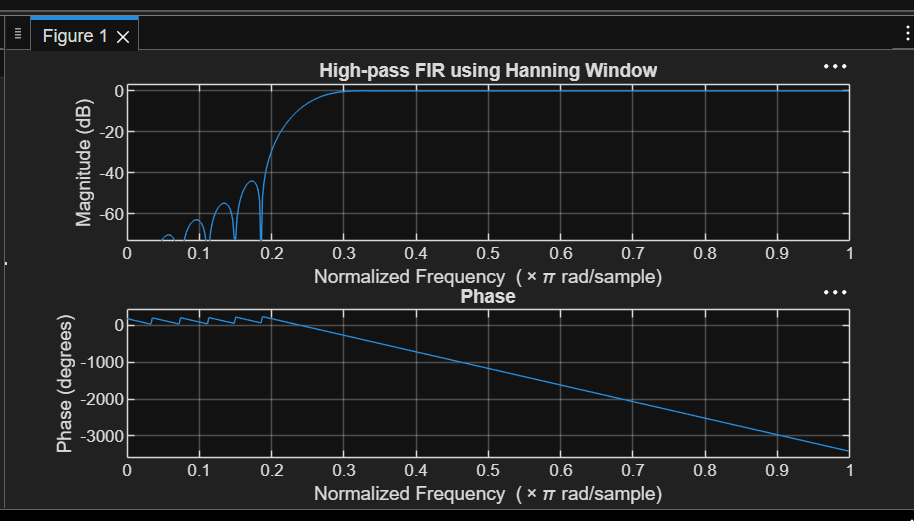 Figure 1
High-pass FIR using Hanning Window
Magnitude (dB)
0
-20
-40
-60
0 0.1 0.2 0.3 0.4 0.5 0.6 0.7 0.8 0.9 1
Normalized Frequency ( × π rad/sample)
Phase
Phase (degrees)
0
-1000
-2000
-3000
0 0.1 0.2 0.3 0.4 0.5 0.6 0.7 0.8 0.9 1
Normalized Frequency ( × π rad/sample)